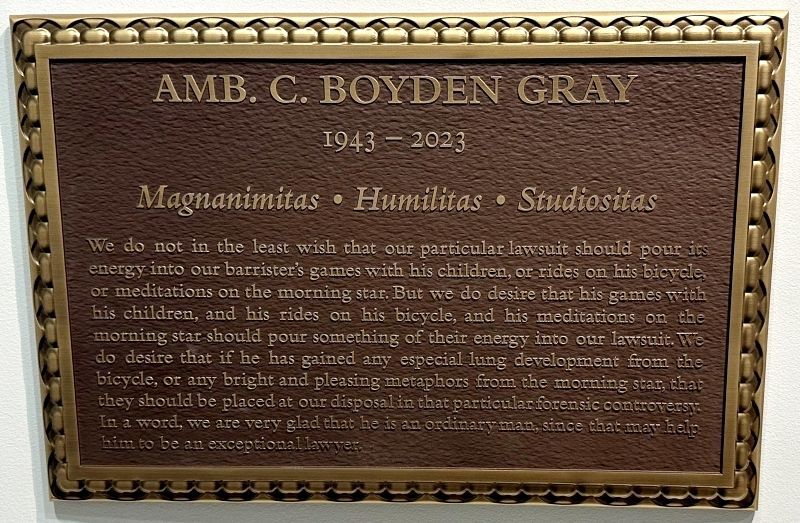 AMB. C. BOYDEN GRAY
1943 – 2023
Magnanimitas • Humilitas • Studiositas
We do not in the least wish that our particular lawsuit should pour its
energy into our barrister's games with his children, or rides on his bicycle,
or meditations on the morning star. But we do desire that his games with
his children, and his rides on his bicycle, and his meditations on the
morning star should pour something of their energy into our lawsuit. We
do desire that if he has gained any especial lung development from the
bicycle, or any bright and pleasing metaphors from the morning star, that
they should be placed at our disposal in that particular forensic controversy.
In a word, we are very glad that he is an ordinary man, since that may help
him to be an exceptional lawyer.